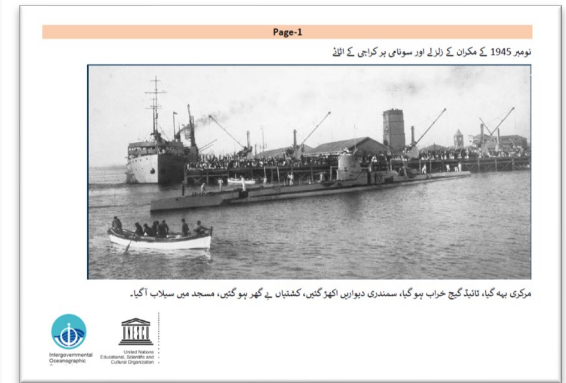 Page-1
نومبر 1945 کے مکران کے زلزلے اور سونامی پر کراچی کے اثاثے
مرکری بہہ گیا، ٹائیڈ گیج خراب ہو گیا، سمندری دیواریں اکھڑ گئیں، کشتیاں بے گھر ہو گئیں، مسجد میں سیلاب آگیا۔
Intergovernmental
Oceanographic
United Nations
Educational, Scientific and
Cultural Organization